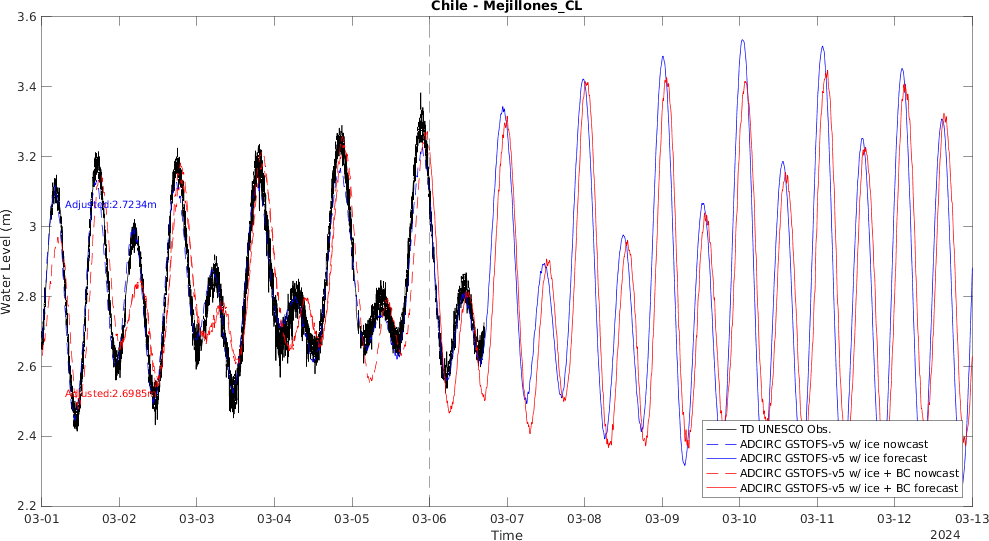 Chile - Mejillones_CL
Water Level (m)
3.6
3.4
3.2
3
2.8
2.6
2.4
2.2
Adjusted:2.7234m
Adjusted:2.6985m
TD UNESCO Obs.
ADCIRC GSTOFS-v5 w/ ice nowcast
ADCIRC GSTOFS-v5 w/ ice forecast
ADCIRC GSTOFS-v5 w/ ice + BC nowcast
ADCIRC GSTOFS-v5 w/ ice + BC forecast
03-01 03-02 03-03 03-04 03-05 03-06 03-07 03-08 03-09 03-10 03-11 03-12 03-13
Time
2024